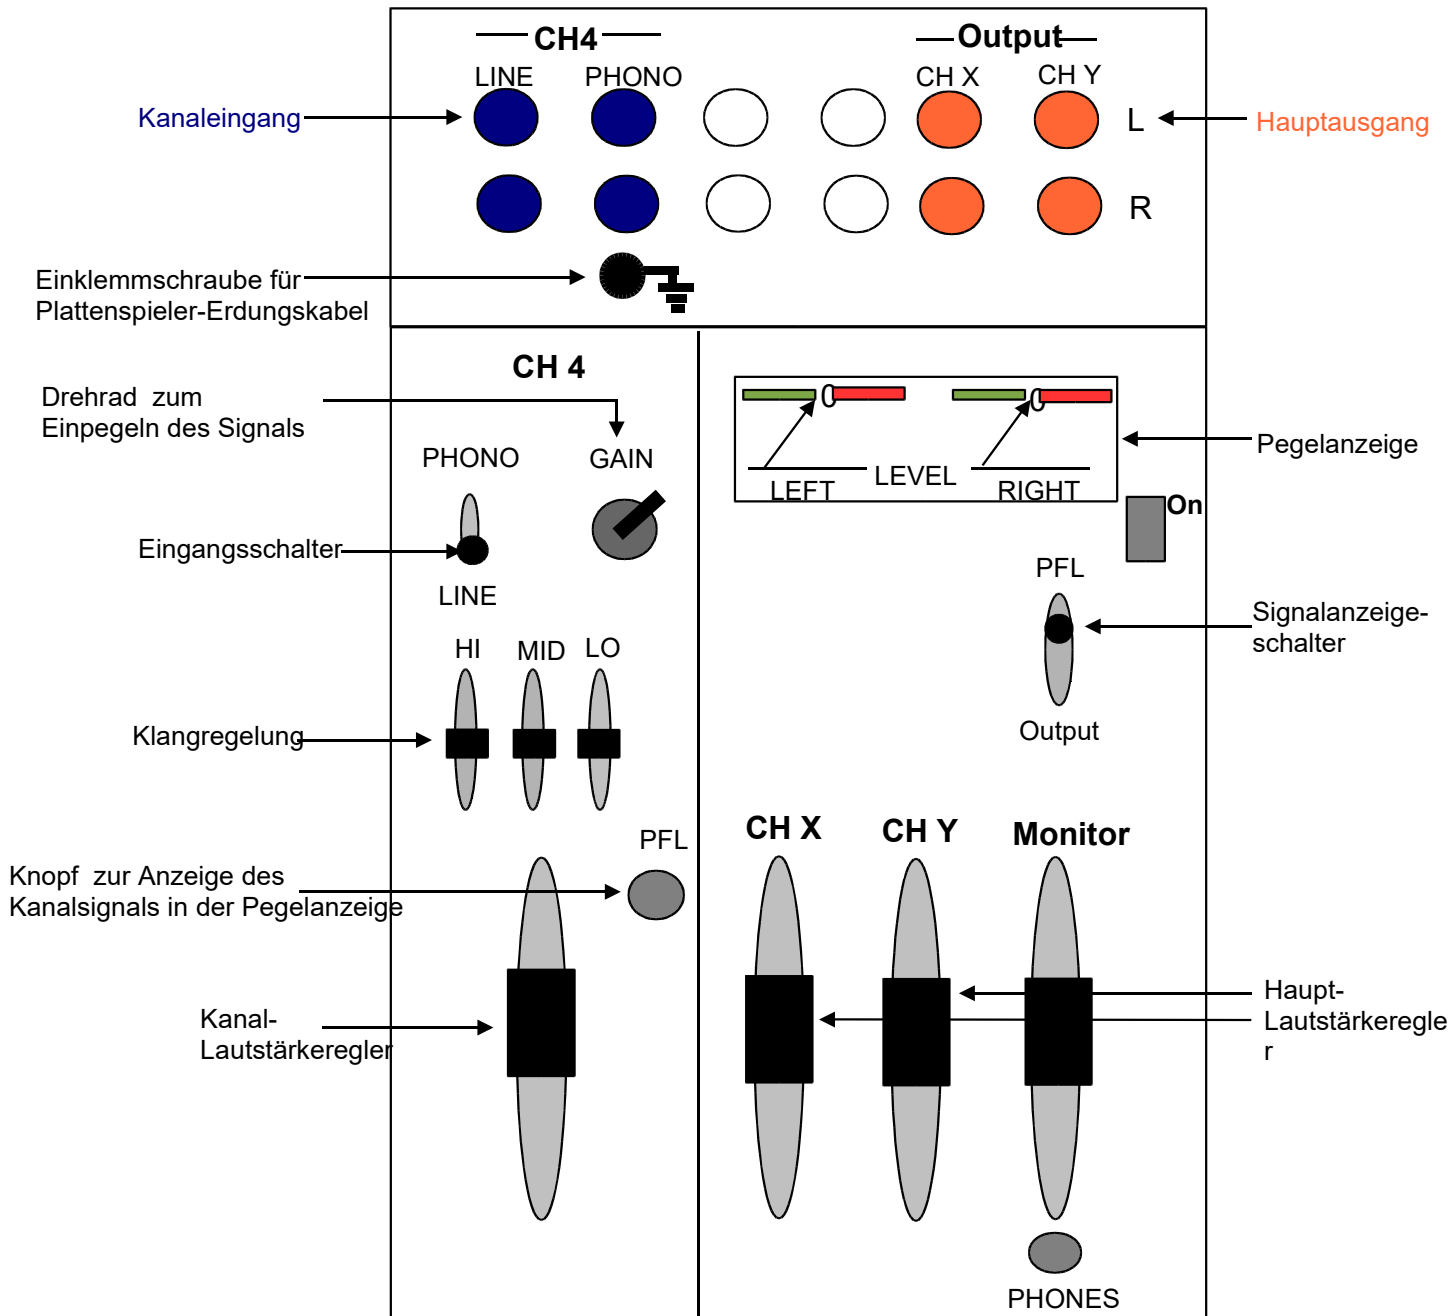 CH4
Output
LINE
PHONO
CH X
CH Y
Kanaleingang
L
Hauptausgang
R
Einklemmschraube für
Plattenspieler-Erdungskabel
CH 4
Drehrad zum
Einpegeln des Signals
PHONO
GAIN
LEVEL
LEFT
RIGHT
Pegelanzeige
On
Eingangsschalter
LINE
PFL
Signalanzeige-
schalter
Output
HI
MID
LO
Klangregelung
PFL
CH X
CH Y
Monitor
Knopf zur Anzeige des
Kanalsignals in der Pegelanzeige
Kanal-
Lautstärkeregler
Haupt-
Lautstärkeregle
r
PHONES